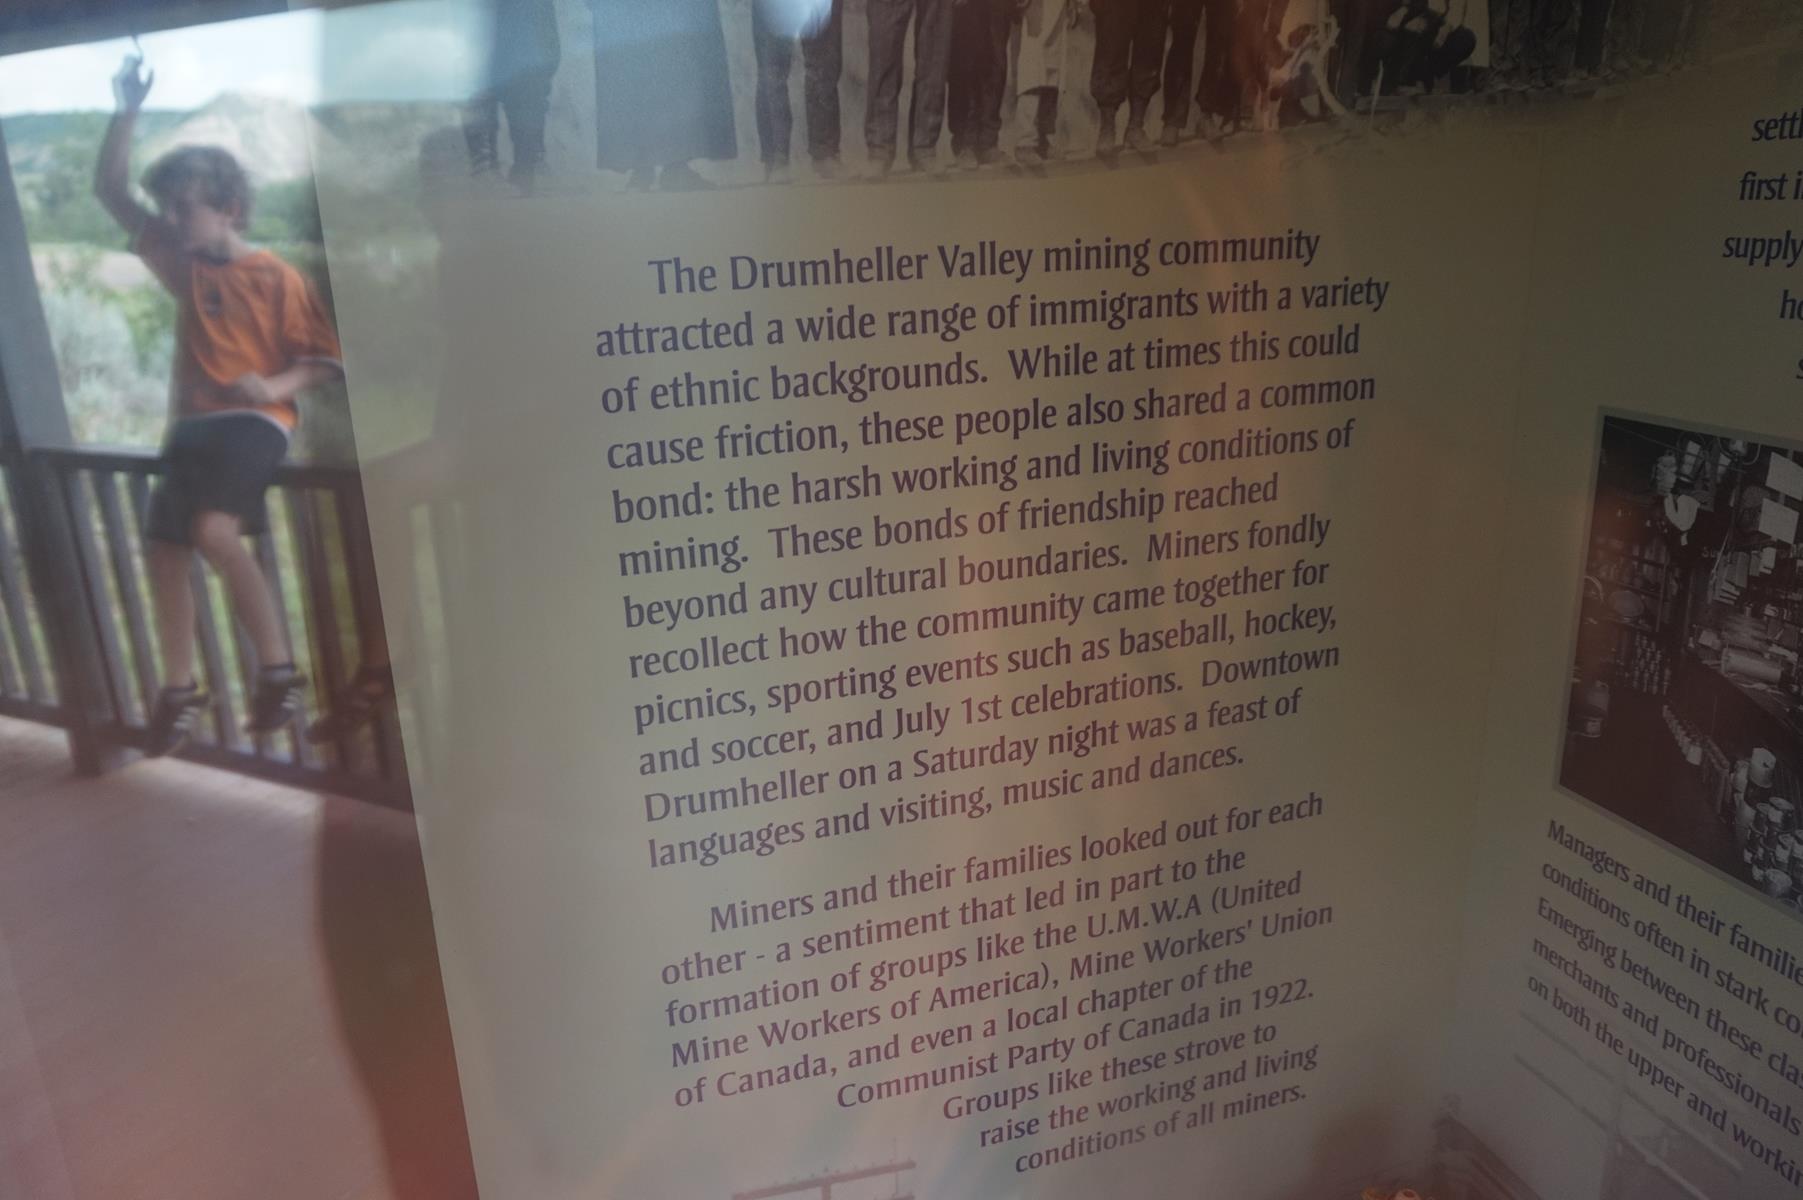 The Drumheller Valley mining community
attracted a wide range of immigrants with a variety
of ethnic backgrounds. While at times this could
cause friction, these people also shared a common
bond: the harsh working and living conditions of
mining. These bonds of friendship reached
beyond any cultural boundaries. Miners fondly
recollect how the community came together for
picnics, sporting events such as baseball, hockey,
and soccer, and July 1st celebrations. Downtown
Drumheller on a Saturday night was a feast of
languages and visiting, music and dances.
Miners and their families looked out for each
other - a sentiment that led in part to the
formation of groups like the U.M.W.A (United
Mine Workers of America), Mine Workers' Union
of Canada, and even a local chapter of the
Communist Party of Canada in 1922.
Groups like these strove to
raise the working and living
conditions of all miners.
first
supply
Managers and their
conditions often in stark
Emerging between these
merchants and professionals
on both the upper and